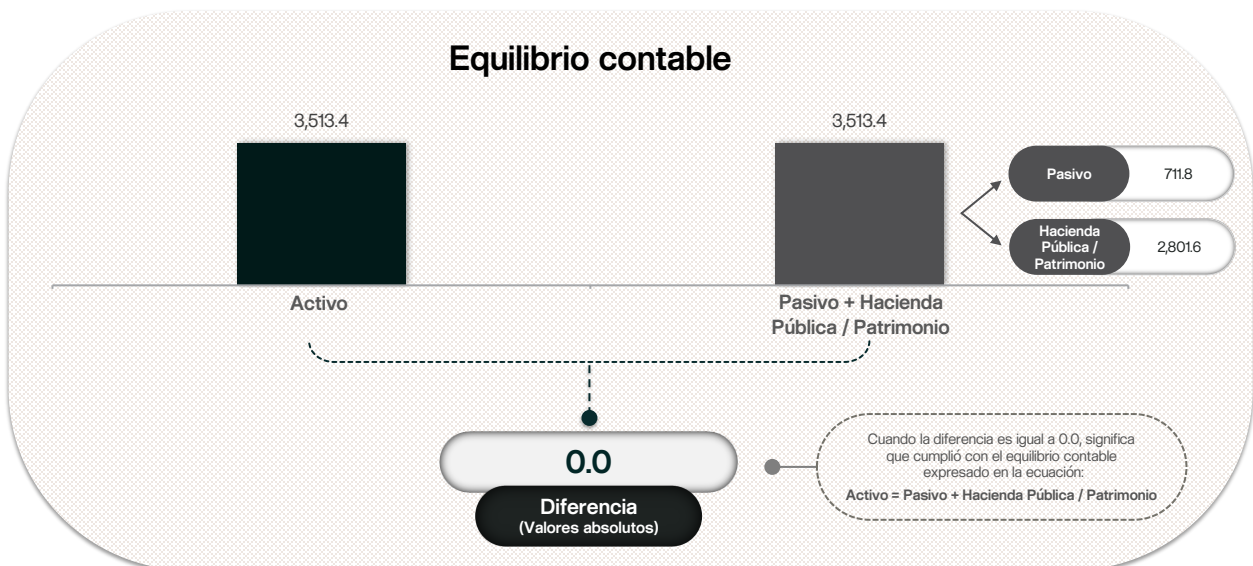 Equilibrio contable
3,513.4
3,513.4
Pasivo
711.8
Hacienda
Pública /
Patrimonio
2,801.6
Activo
Pasivo + Hacienda
Pública / Patrimonio
0.0
Diferencia
(Valores absolutos)
Cuando la diferencia es igual a 0.0, significa
que cumplió con el equilibrio contable
expresado en la ecuación:
Activo = Pasivo + Hacienda Pública / Patrimonio